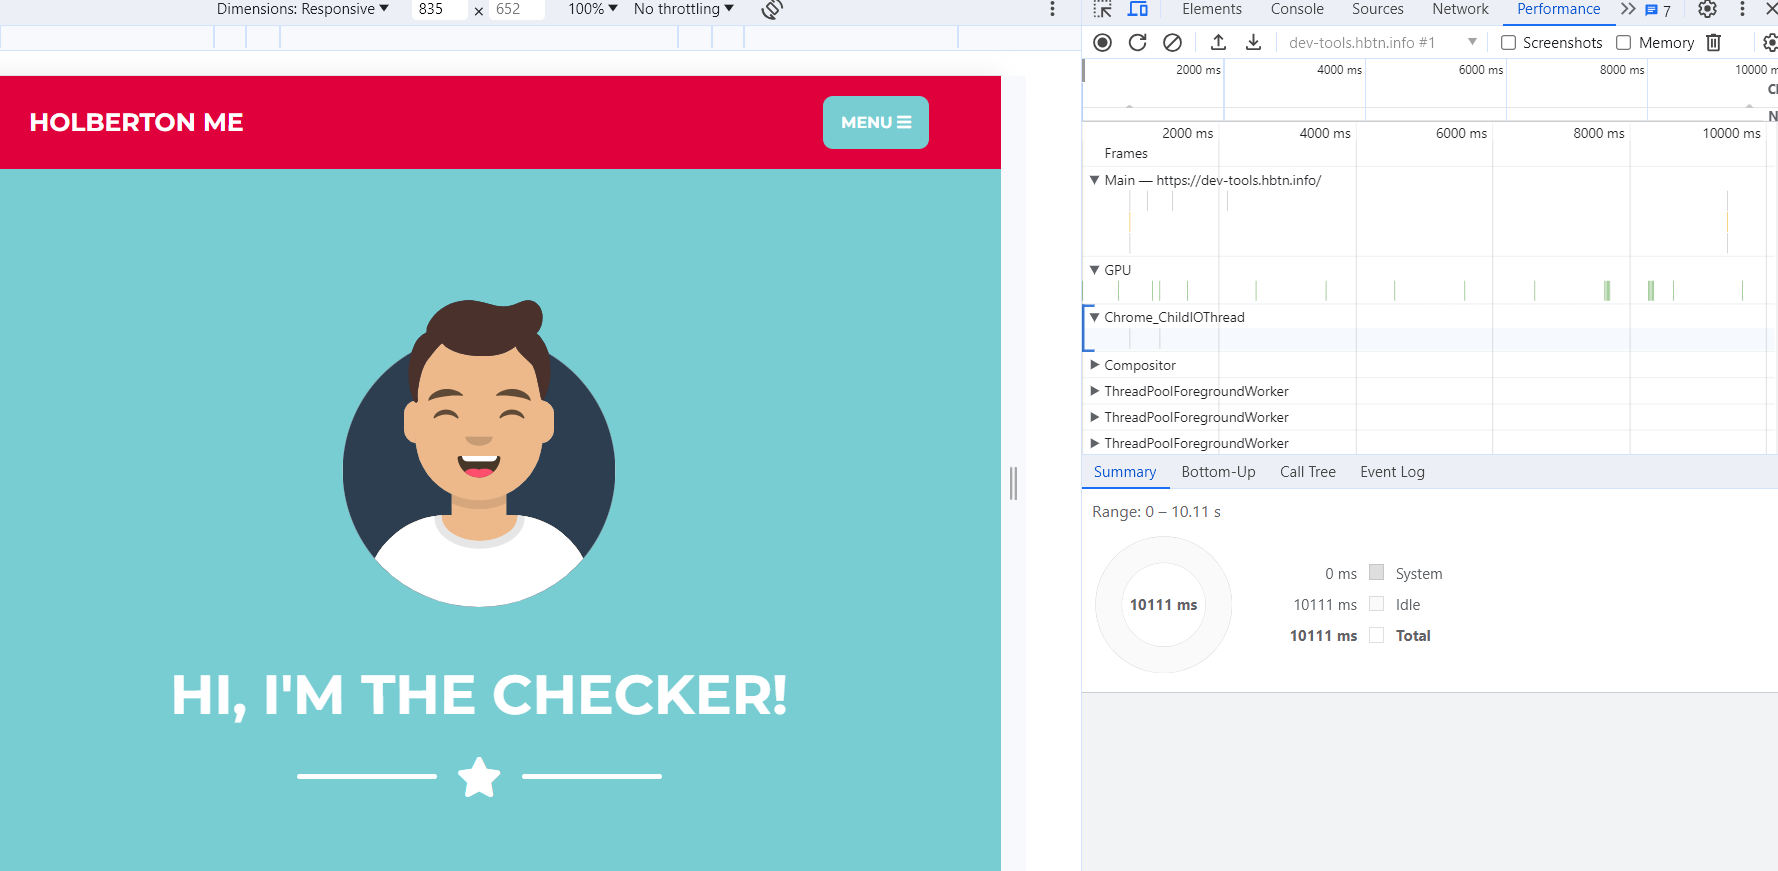 Dimensions: Responsive 835 × 652 100% No throttling
HOLBERTON ME
MENU
HI, I'M THE CHECKER!
Elements Console Sources Network Performance 7
dev-tools.hbtn.info #1 Screenshots Memory
2000 ms 4000 ms 6000 ms 8000 ms 10000 m
N
2000 ms 4000 ms 6000 ms 8000 ms 10000 ms
Frames
Main — https://dev-tools.hbtn.info/
GPU
Chrome_ChildIOThread
Compositor
ThreadPoolForegroundWorker
ThreadPoolForegroundWorker
ThreadPoolForegroundWorker
Summary Bottom-Up Call Tree Event Log
Range: 0 – 10.11 s
10111 ms
0 ms System
10111 ms Idle
10111 ms Total